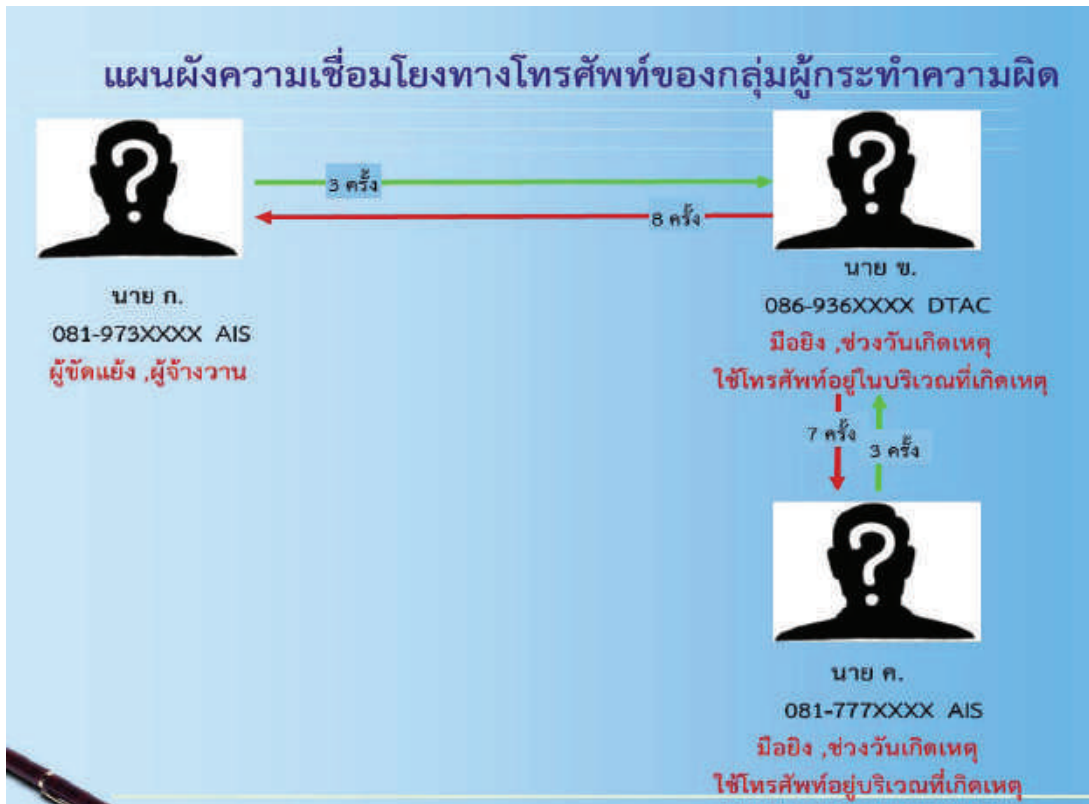 แผนผังความเชื่อมโยงทางโทรศัพท์ของกลุ่มผู้กระทำความผิด
3 ครั้ง
8 ครั้ง
นาย ก.
081-973XXXX AIS
ผู้ขัดแย้ง ,ผู้จ้างวาน
นาย ข.
086-936XXXX DTAC
มือยิง ,ช่วงวันเกิดเหตุ
ใช้โทรศัพท์อยู่ในบริเวณที่เกิดเหตุ
7 ครั้ง
3 ครั้ง
นาย ค.
081-777XXXX AIS
มือยิง ,ช่วงวันเกิดเหตุ
ใช้โทรศัพท์อยู่บริเวณที่เกิดเหตุ